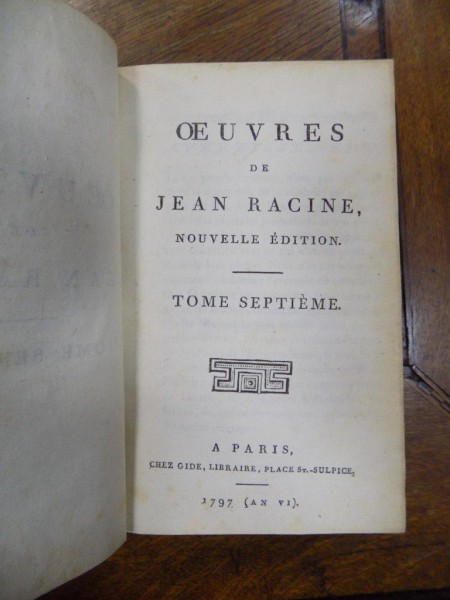 ŒUVRES
DE
JEAN RACINE,
NOUVELLE ÉDITION.
TOME SEPTIÈME.
A PARIS,
CHEZ GIDE, LIBRAIRE, PLACE St.-SULPICE,
1797 (AN VI).